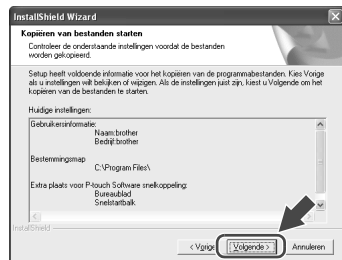 InstallShield Wizard
Kopiëren van bestanden starten
Controleer de onderstaande instellingen voordat de bestanden
worden gekopieerd.
Setup heeft voldoende informatie voor het kopiëren van de programmabestanden. Kies Vorige
als u instellingen wilt bekijken of wijzigen. Als de instellingen juist zijn, kiest u Volgende om het
kopiëren van de bestanden te starten.
Huidige instellingen:
Gebruikersinformatie:
Naam:brother
Bedrijf:brother
Bestemmingsmap
C:\Program Files\
Extra plaats voor P-touch Software snelkoppeling:
Bureaublad
Snelstartbalk
InstallShield
< Vorige
Volgende >
Annuleren